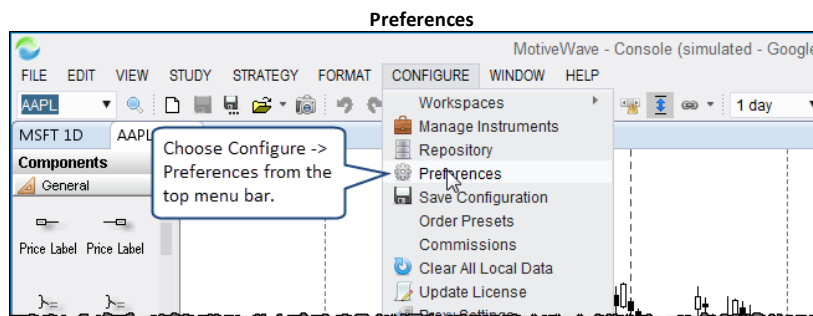 Preferences
MotiveWave - Console (simulated - Google
FILE EDIT VIEW STUDY STRATEGY FORMAT CONFIGURE WINDOW HELP
AAPL 1 day
MSFT 1D AAPL
Components
General
Price Label Price Label
Choose Configure ->
Preferences from the
top menu bar.
Workspaces
Manage Instruments
Repository
Preferences
Save Configuration
Order Presets
Commissions
Clear All Local Data
Update License